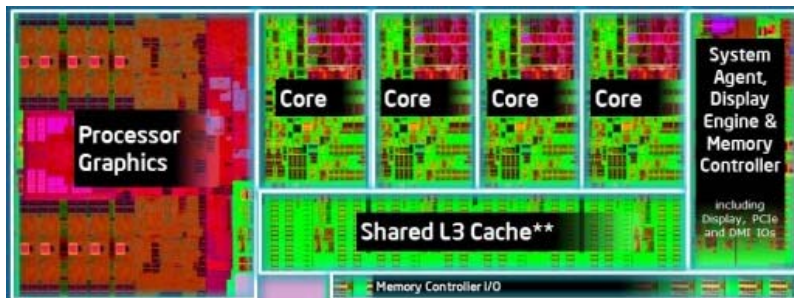 Processor
Graphics
Core
Core
Core
Core
System
Agent,
Display
Engine &
Memory
Controller
including
Display, PCIe
and DMI IOs
Shared L3 Cache**
Memory Controller I/O